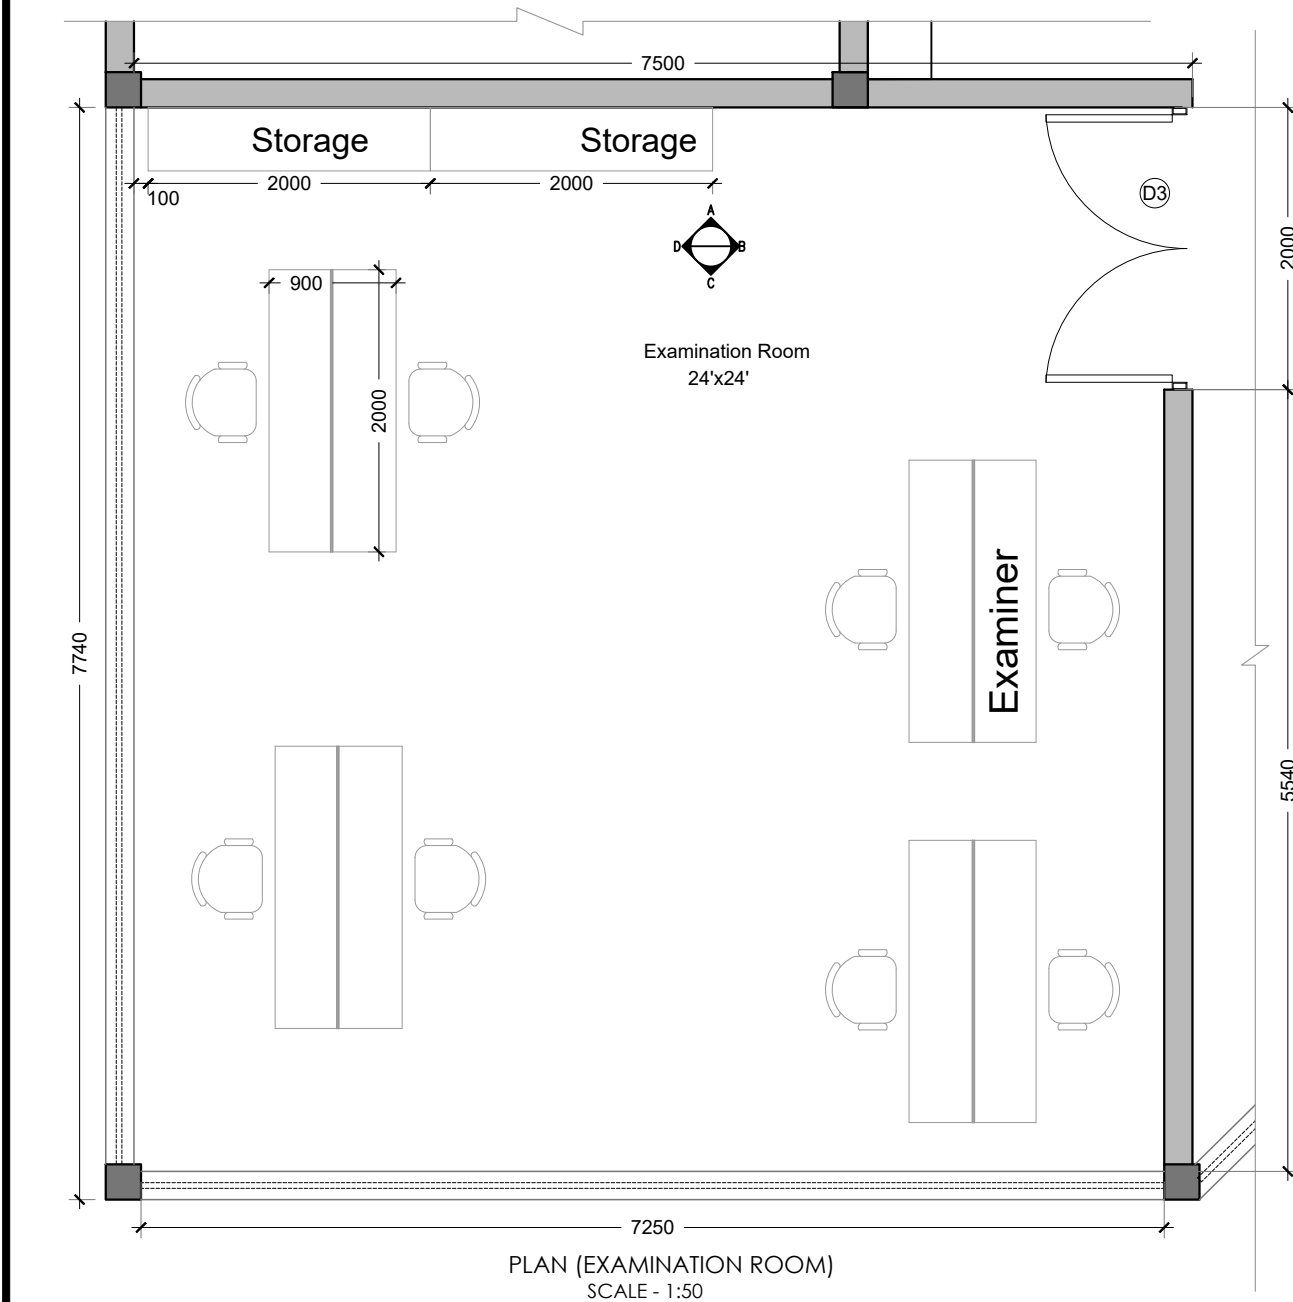 7500
Storage
Storage
2000
2000
100
D3
A
D
B
C
2000
900
Examination Room
24'x24'
2000
Examiner
7740
5540
7250
PLAN (EXAMINATION ROOM)
SCALE - 1:50